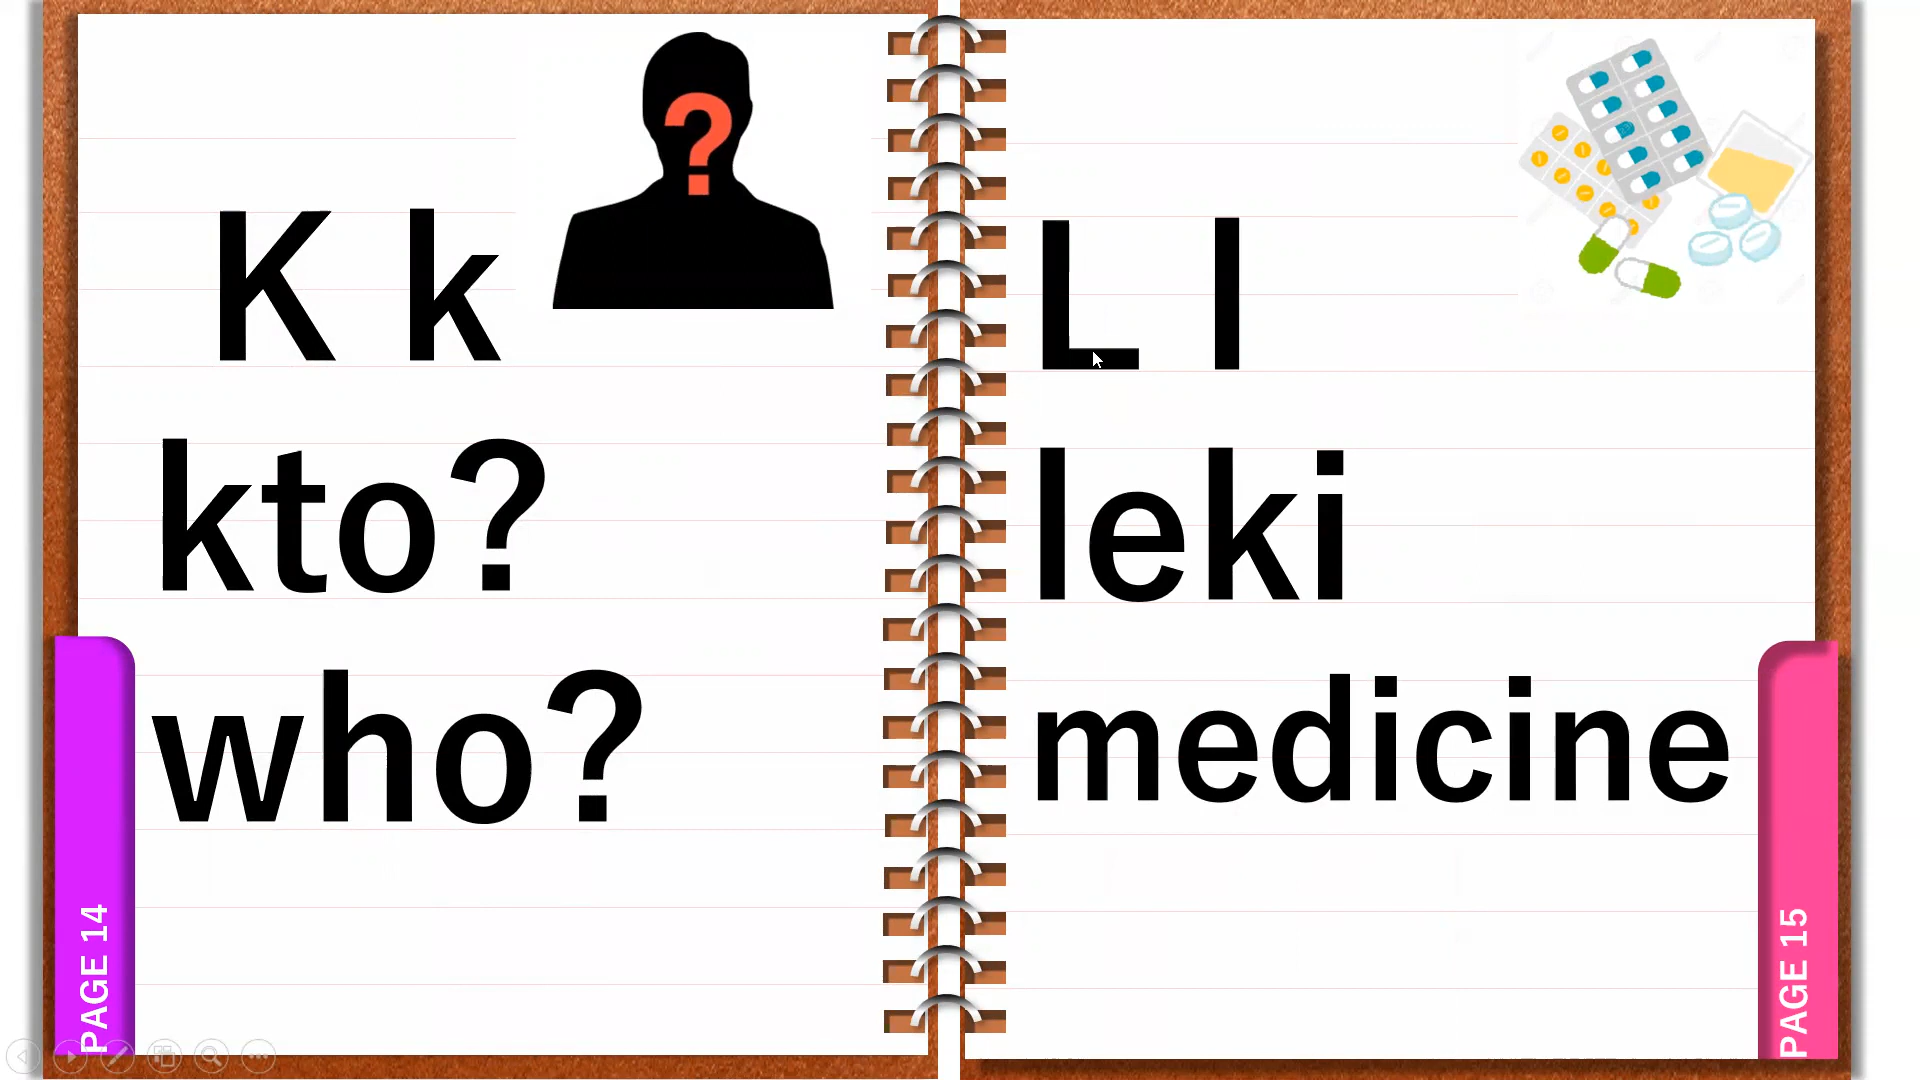 K k
kto?
who?
PAGE 14
L l
leki
medicine
PAGE 15